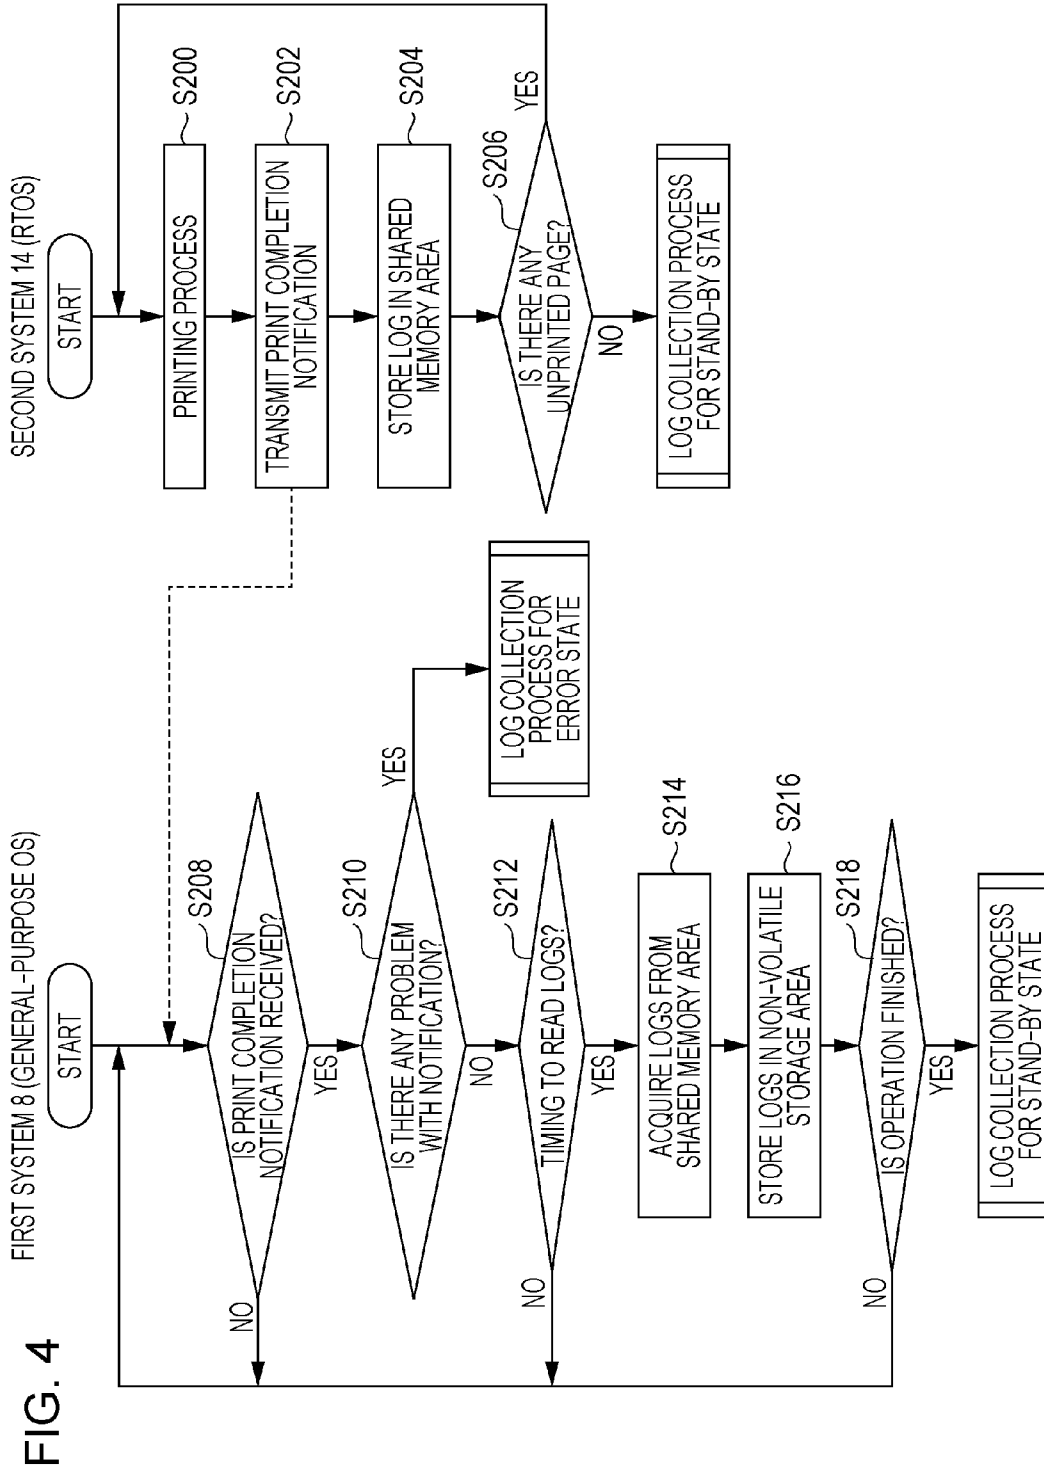 FIG. 4
FIRST SYSTEM 8 (GENERAL-PURPOSE OS)
START
S208
IS PRINT COMPLETION
NOTIFICATION RECEIVED?
NO
YES
S210
IS THERE ANY PROBLEM
WITH NOTIFICATION?
YES
NO
LOG COLLECTION
PROCESS FOR
ERROR STATE
S212
TIMING TO READ LOGS?
NO
YES
S214
ACQUIRE LOGS FROM
SHARED MEMORY AREA
S216
STORE LOGS IN NON-VOLATILE
STORAGE AREA
S218
IS OPERATION FINISHED?
NO
YES
LOG COLLECTION PROCESS
FOR STAND-BY STATE
SECOND SYSTEM 14 (RTOS)
START
S200
PRINTING PROCESS
S202
TRANSMIT PRINT COMPLETION
NOTIFICATION
S204
STORE LOG IN SHARED
MEMORY AREA
S206
IS THERE ANY
UNPRINTED PAGE?
YES
NO
LOG COLLECTION PROCESS
FOR STAND-BY STATE